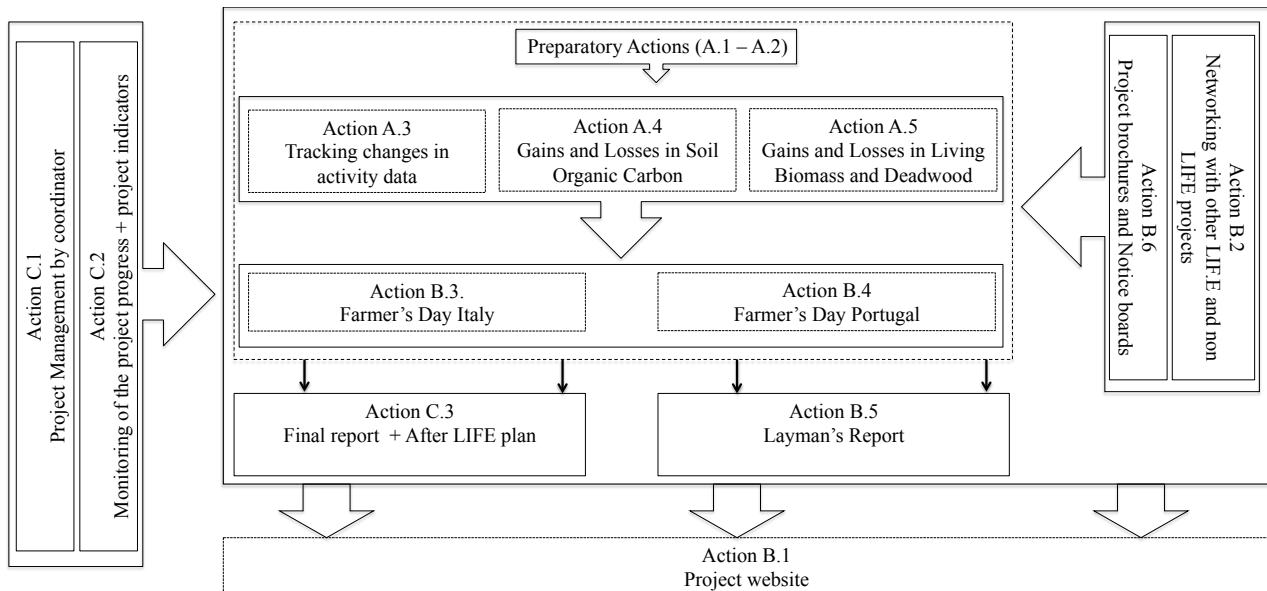 Action C.1
Project Management by coordinator
Action C.2
Monitoring of the project progress + project indicators
Preparatory Actions (A.1 – A.2)
Action A.3
Tracking changes in
activity data
Action A.4
Gains and Losses in Soil
Organic Carbon
Action A.5
Gains and Losses in Living
Biomass and Deadwood
Action B.3.
Farmer's Day Italy
Action B.4
Farmer's Day Portugal
Action C.3
Final report + After LIFE plan
Action B.5
Layman's Report
Action B.2
Networking with other LIF.E and non
LIFE projects
Action B.6
Project brochures and Notice boards
Action B.1
Project website